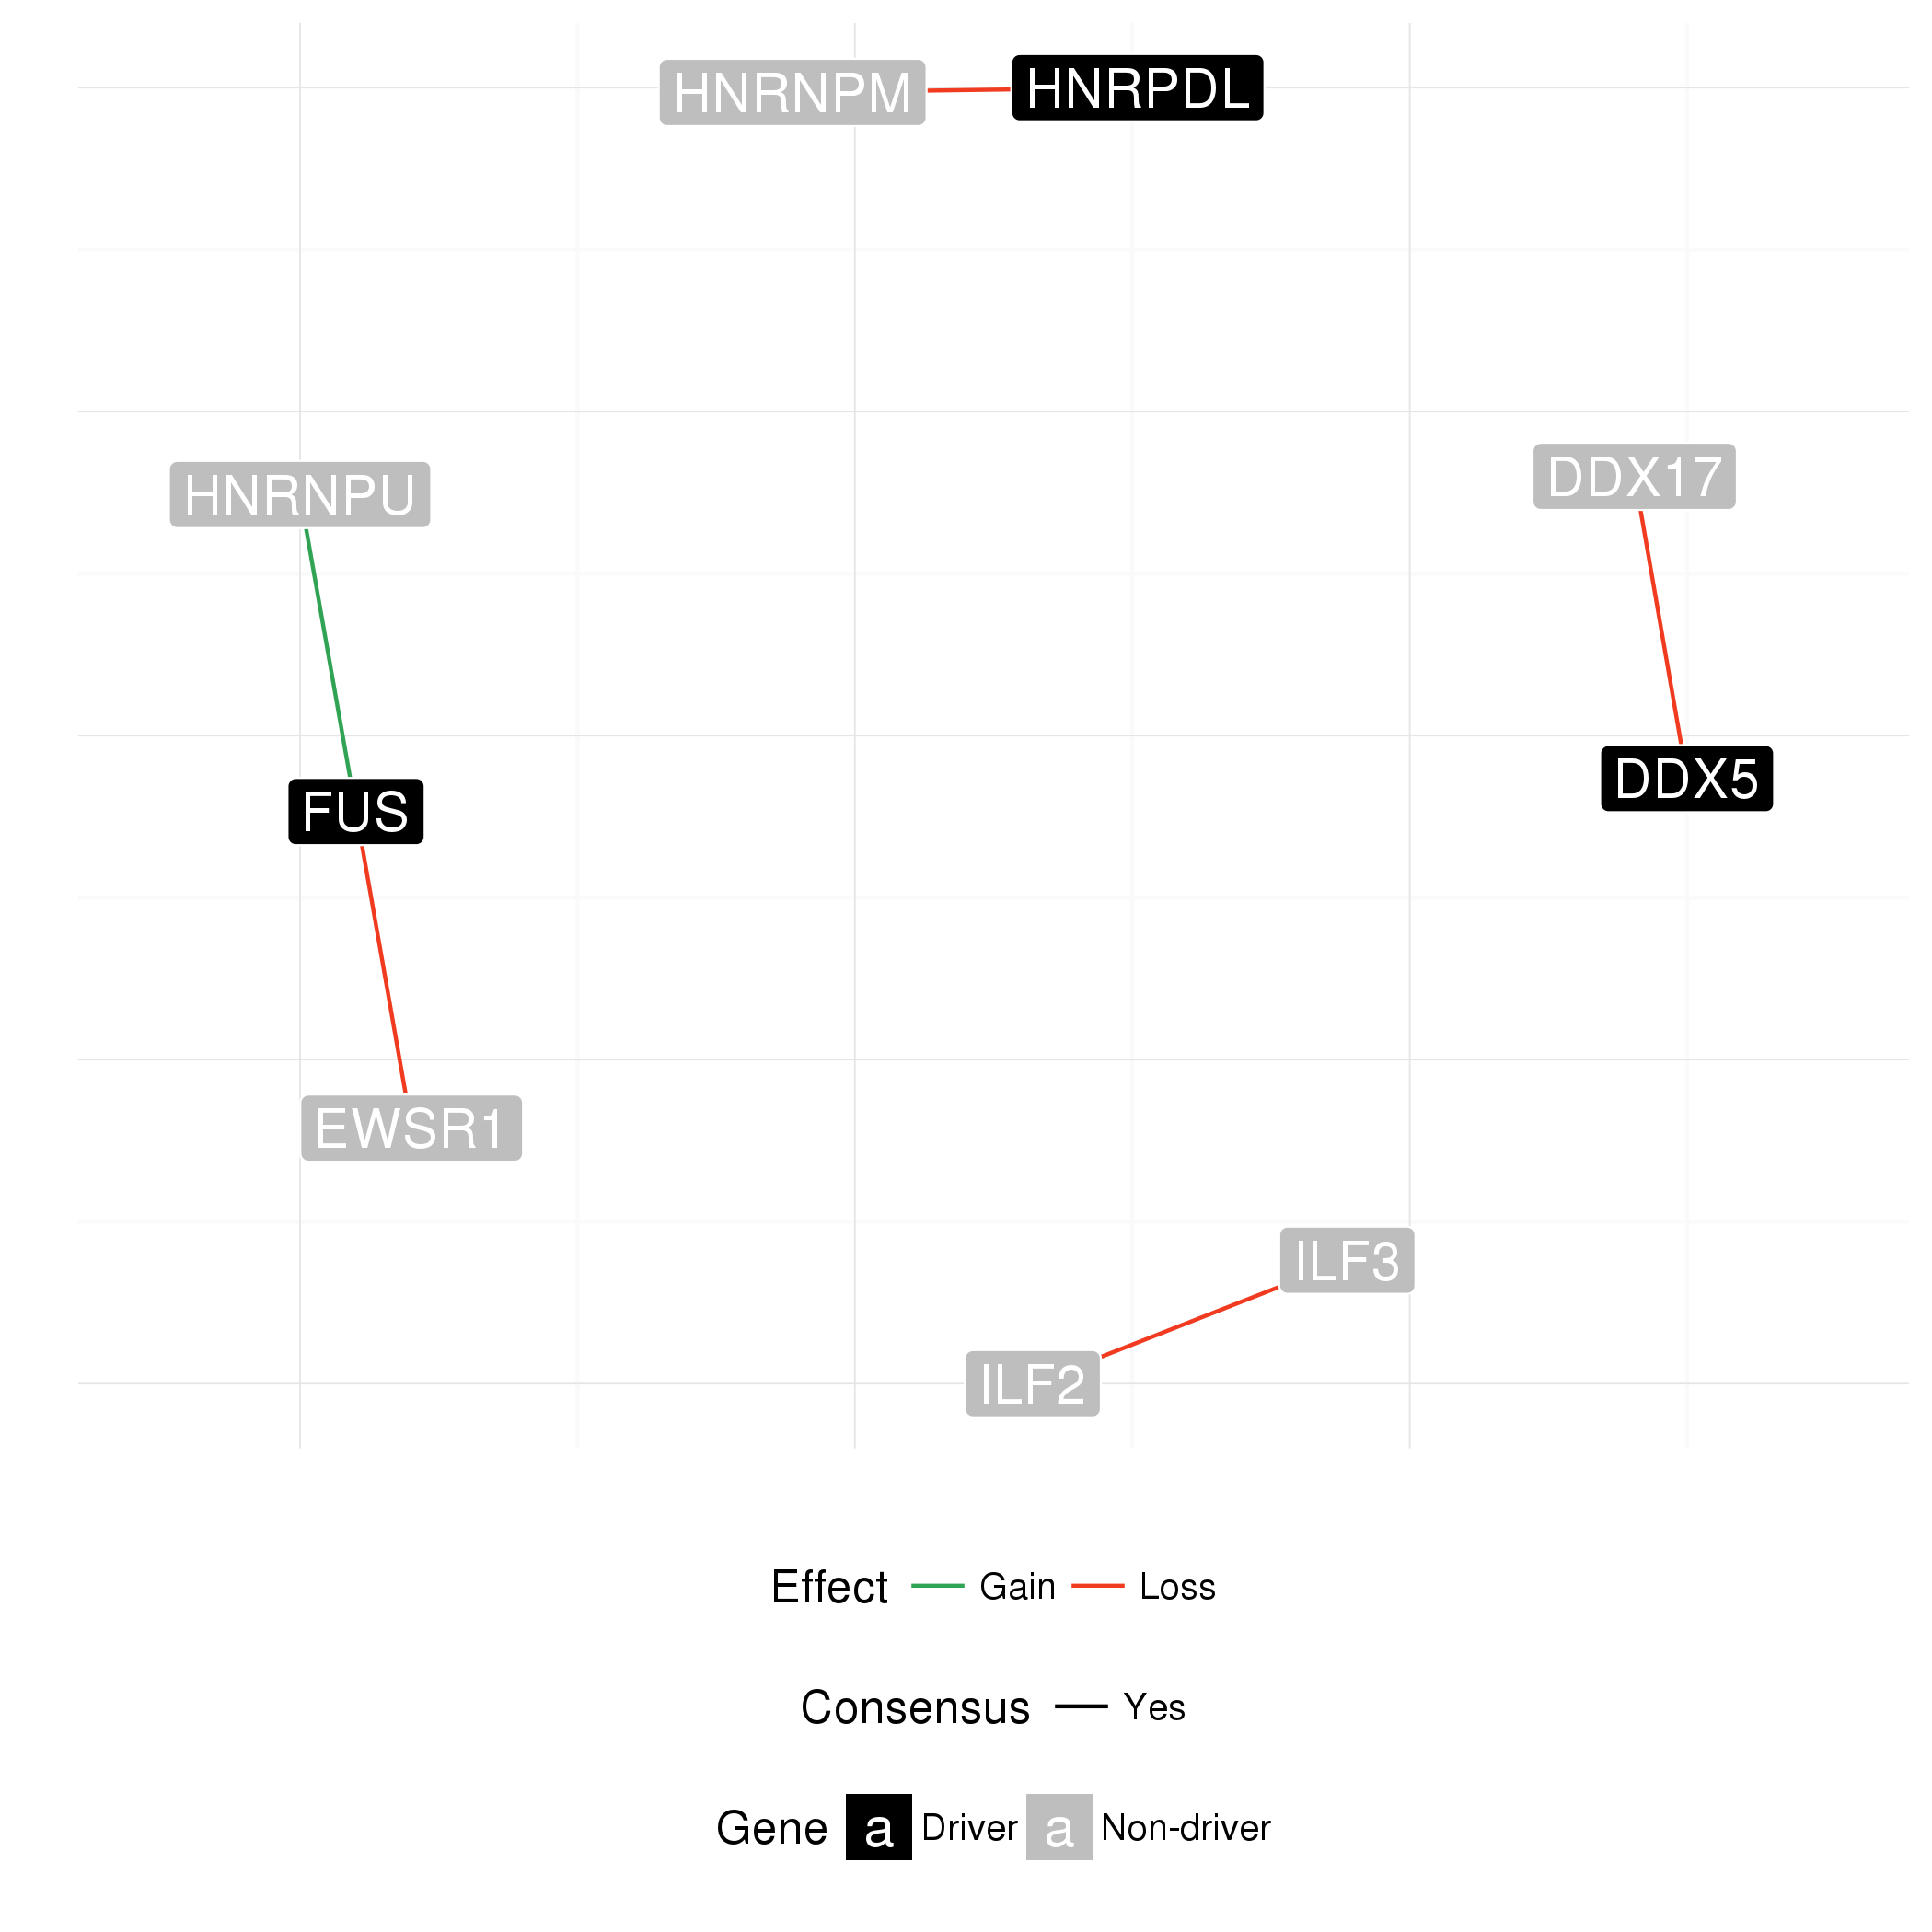 HNRNPM HNRPDL
HNRNPU DDX17
FUS DDX5
EWSR1
ILF3
ILF2
Effect Gain Loss
Consensus Yes
Gene a Driver a Non-driver